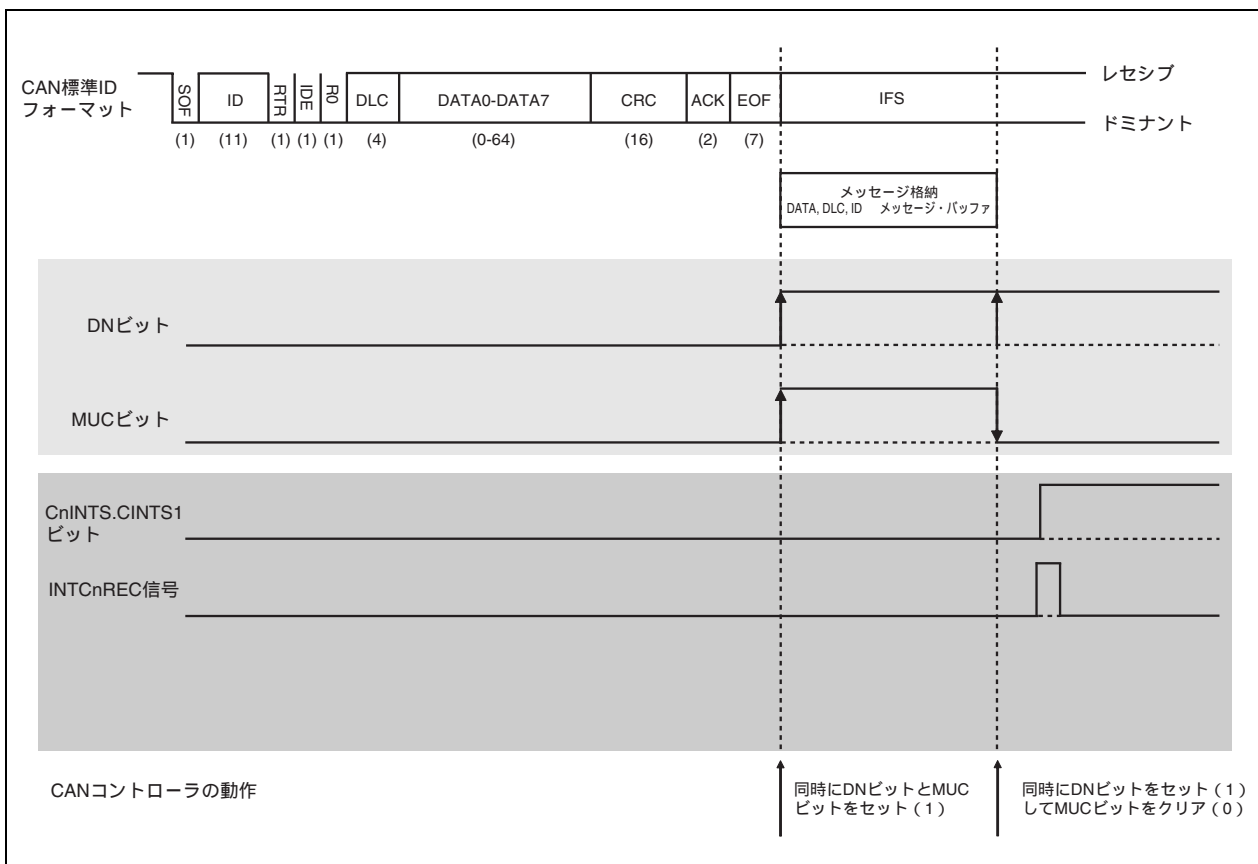 CAN標準ID
フォーマット
SOF ID RTR IDE R0 DLC DATA0-DATA7 CRC ACK EOF IFS
レセシブ
ドミナント
(1) (11) (1) (1) (1) (4) (0-64) (16) (2) (7)
メッセージ格納
DATA, DLC, ID メッセージ・バッファ
DNビット
MUCビット
CnINTS.CINTS1
ビット
INTCnREC信号
CANコントローラの動作
同時にDNビットとMUC
ビットをセット（1）
同時にDNビットをセット（1）
してMUCビットをクリア（0）